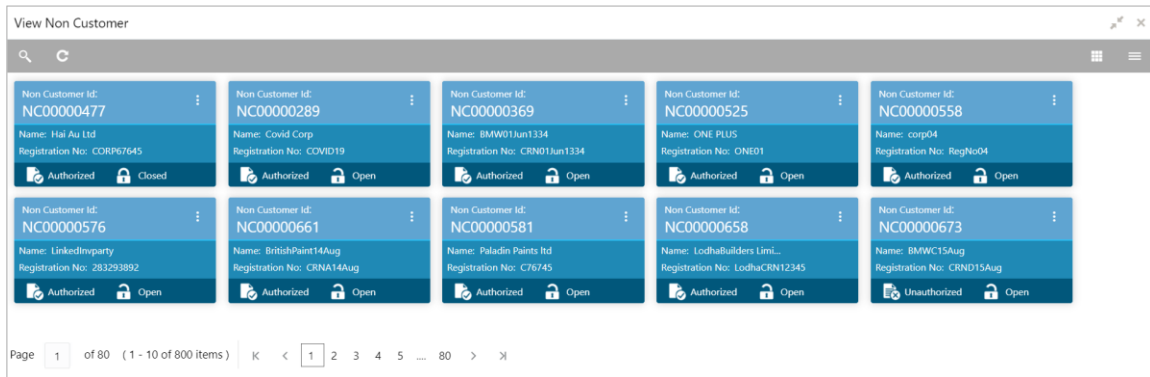 View Non Customer
Non Customer Id:
NC00000477
Name: Hai Au Ltd
Registration No: CORP67645
Authorized Closed
Non Customer Id:
NC00000289
Name: Covid Corp
Registration No: COVID19
Authorized Open
Non Customer Id:
NC00000369
Name: BMW01Jun1334
Registration No: CRN01Jun1334
Authorized Open
Non Customer Id:
NC00000525
Name: ONE PLUS
Registration No: ONE01
Authorized Open
Non Customer Id:
NC00000558
Name: corp04
Registration No: RegNo04
Authorized Open
Non Customer Id:
NC00000576
Name: LinkedInvparty
Registration No: 283293892
Authorized Open
Non Customer Id:
NC00000661
Name: BritishPaint14Aug
Registration No: CRNA14Aug
Authorized Open
Non Customer Id:
NC00000581
Name: Paladin Paints ltd
Registration No: C76745
Authorized Open
Non Customer Id:
NC00000658
Name: LodhaBuilders Limi...
Registration No: LodhaCRN12345
Authorized Open
Non Customer Id:
NC00000673
Name: BMWC15Aug
Registration No: CRND15Aug
Unauthorized Open
Page 1 of 80 ( 1 - 10 of 800 items ) 1 2 3 4 5 .... 80